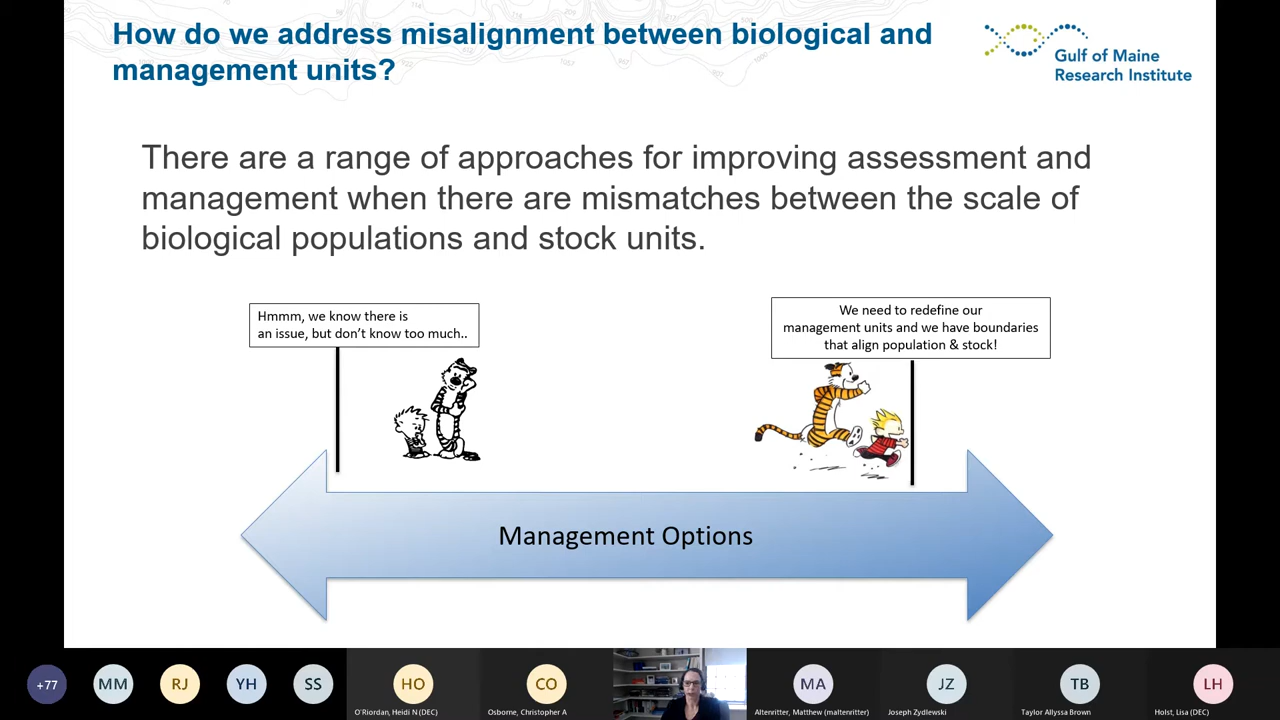 How do we address misalignment between biological and
management units?
Gulf of Maine
Research Institute
There are a range of approaches for improving assessment and
management when there are mismatches between the scale of
biological populations and stock units.
Hmmm, we know there is
an issue, but don't know too much..
We need to redefine our
management units and we have boundaries
that align population & stock!
Management Options
+77
MM
RJ
YH
SS
HO
CO
MA
JZ
TB
LH
O'Riordan, Heidi N (DEC)
Osborne, Christopher A
Altenritter, Matthew (maltenritter)
Joseph Zydlewski
Taylor Allyssa Brown
Holst, Lisa (DEC)